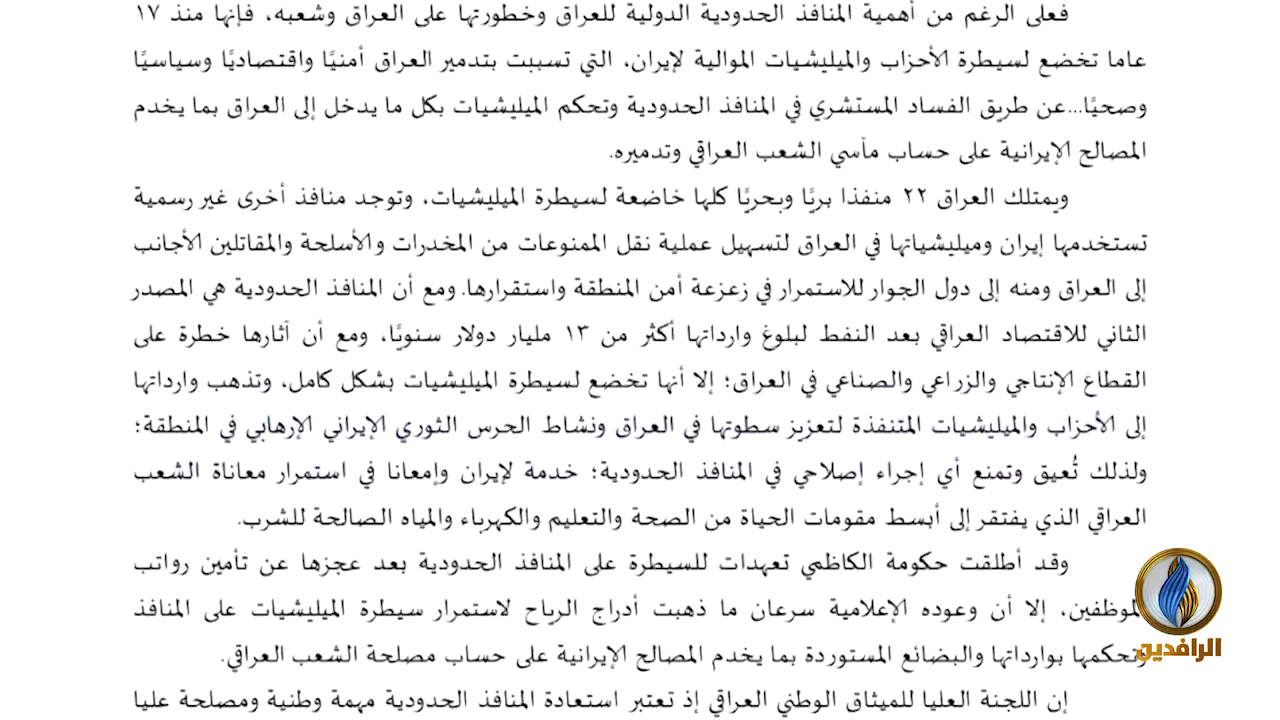 فعلى الرغم من أهمية المنافذ الحدودية الدولية للعراق وخطورتها على العراق وشعبه، فإنها منذ ١٧
عاما تخضع لسيطرة الأحزاب والميليشيات الموالية لإيران، التي تسببت بتدمير العراق أمنيًا واقتصاديًا وسياسيًا
وصحيًا...عن طريق الفساد المستشري في المنافذ الحدودية وتحكم الميليشيات بكل ما يدخل إلى العراق بما يخدم
المصالح الإيرانية على حساب مآسي الشعب العراقي وتدميره.
ويمتلك العراق ٢٢ منفذا بريًا وبحريًا كلها خاضعة لسيطرة الميليشيات، وتوجد منافذ أخرى غير رسمية
تستخدمها إيران وميليشياتها في العراق لتسهيل عملية نقل الممنوعات من المخدرات والأسلحة والمقاتلين الأجانب
إلى العراق ومنه إلى دول الجوار للاستمرار في زعزعة أمن المنطقة واستقرارها. ومع أن المنافذ الحدودية هي المصدر
الثاني للاقتصاد العراقي بعد النفط لبلوغ وارداتها أكثر من ١٣ مليار دولار سنويًا، ومع أن آثارها خطرة على
القطاع الإنتاجي والزراعي والصناعي في العراق؛ إلا أنها تخضع لسيطرة الميليشيات بشكل كامل، وتذهب وارداتها
إلى الأحزاب والميليشيات المتنفذة لتعزيز سطوتها في العراق ونشاط الحرس الثوري الإيراني الإرهابي في المنطقة؛
ولذلك تُعيق وتمنع أي إجراء إصلاحي في المنافذ الحدودية؛ خدمة لإيران وإمعانا في استمرار معاناة الشعب
العراقي الذي يفتقر إلى أبسط مقومات الحياة من الصحة والتعليم والكهرباء والمياه الصالحة للشرب.
وقد أطلقت حكومة الكاظمي تعهدات للسيطرة على المنافذ الحدودية بعد عجزها عن تأمين رواتب
الموظفين، إلا أن وعوده الإعلامية سرعان ما ذهبت أدراج الرياح لاستمرار سيطرة الميليشيات على المنافذ
وتحكمها بوارداتها والبضائع المستوردة بما يخدم المصالح الإيرانية على حساب مصلحة الشعب العراقي.
إن اللجنة العليا للميثاق الوطني العراقي إذ تعتبر استعادة المنافذ الحدودية مهمة وطنية ومصلحة عليا
الرافدين